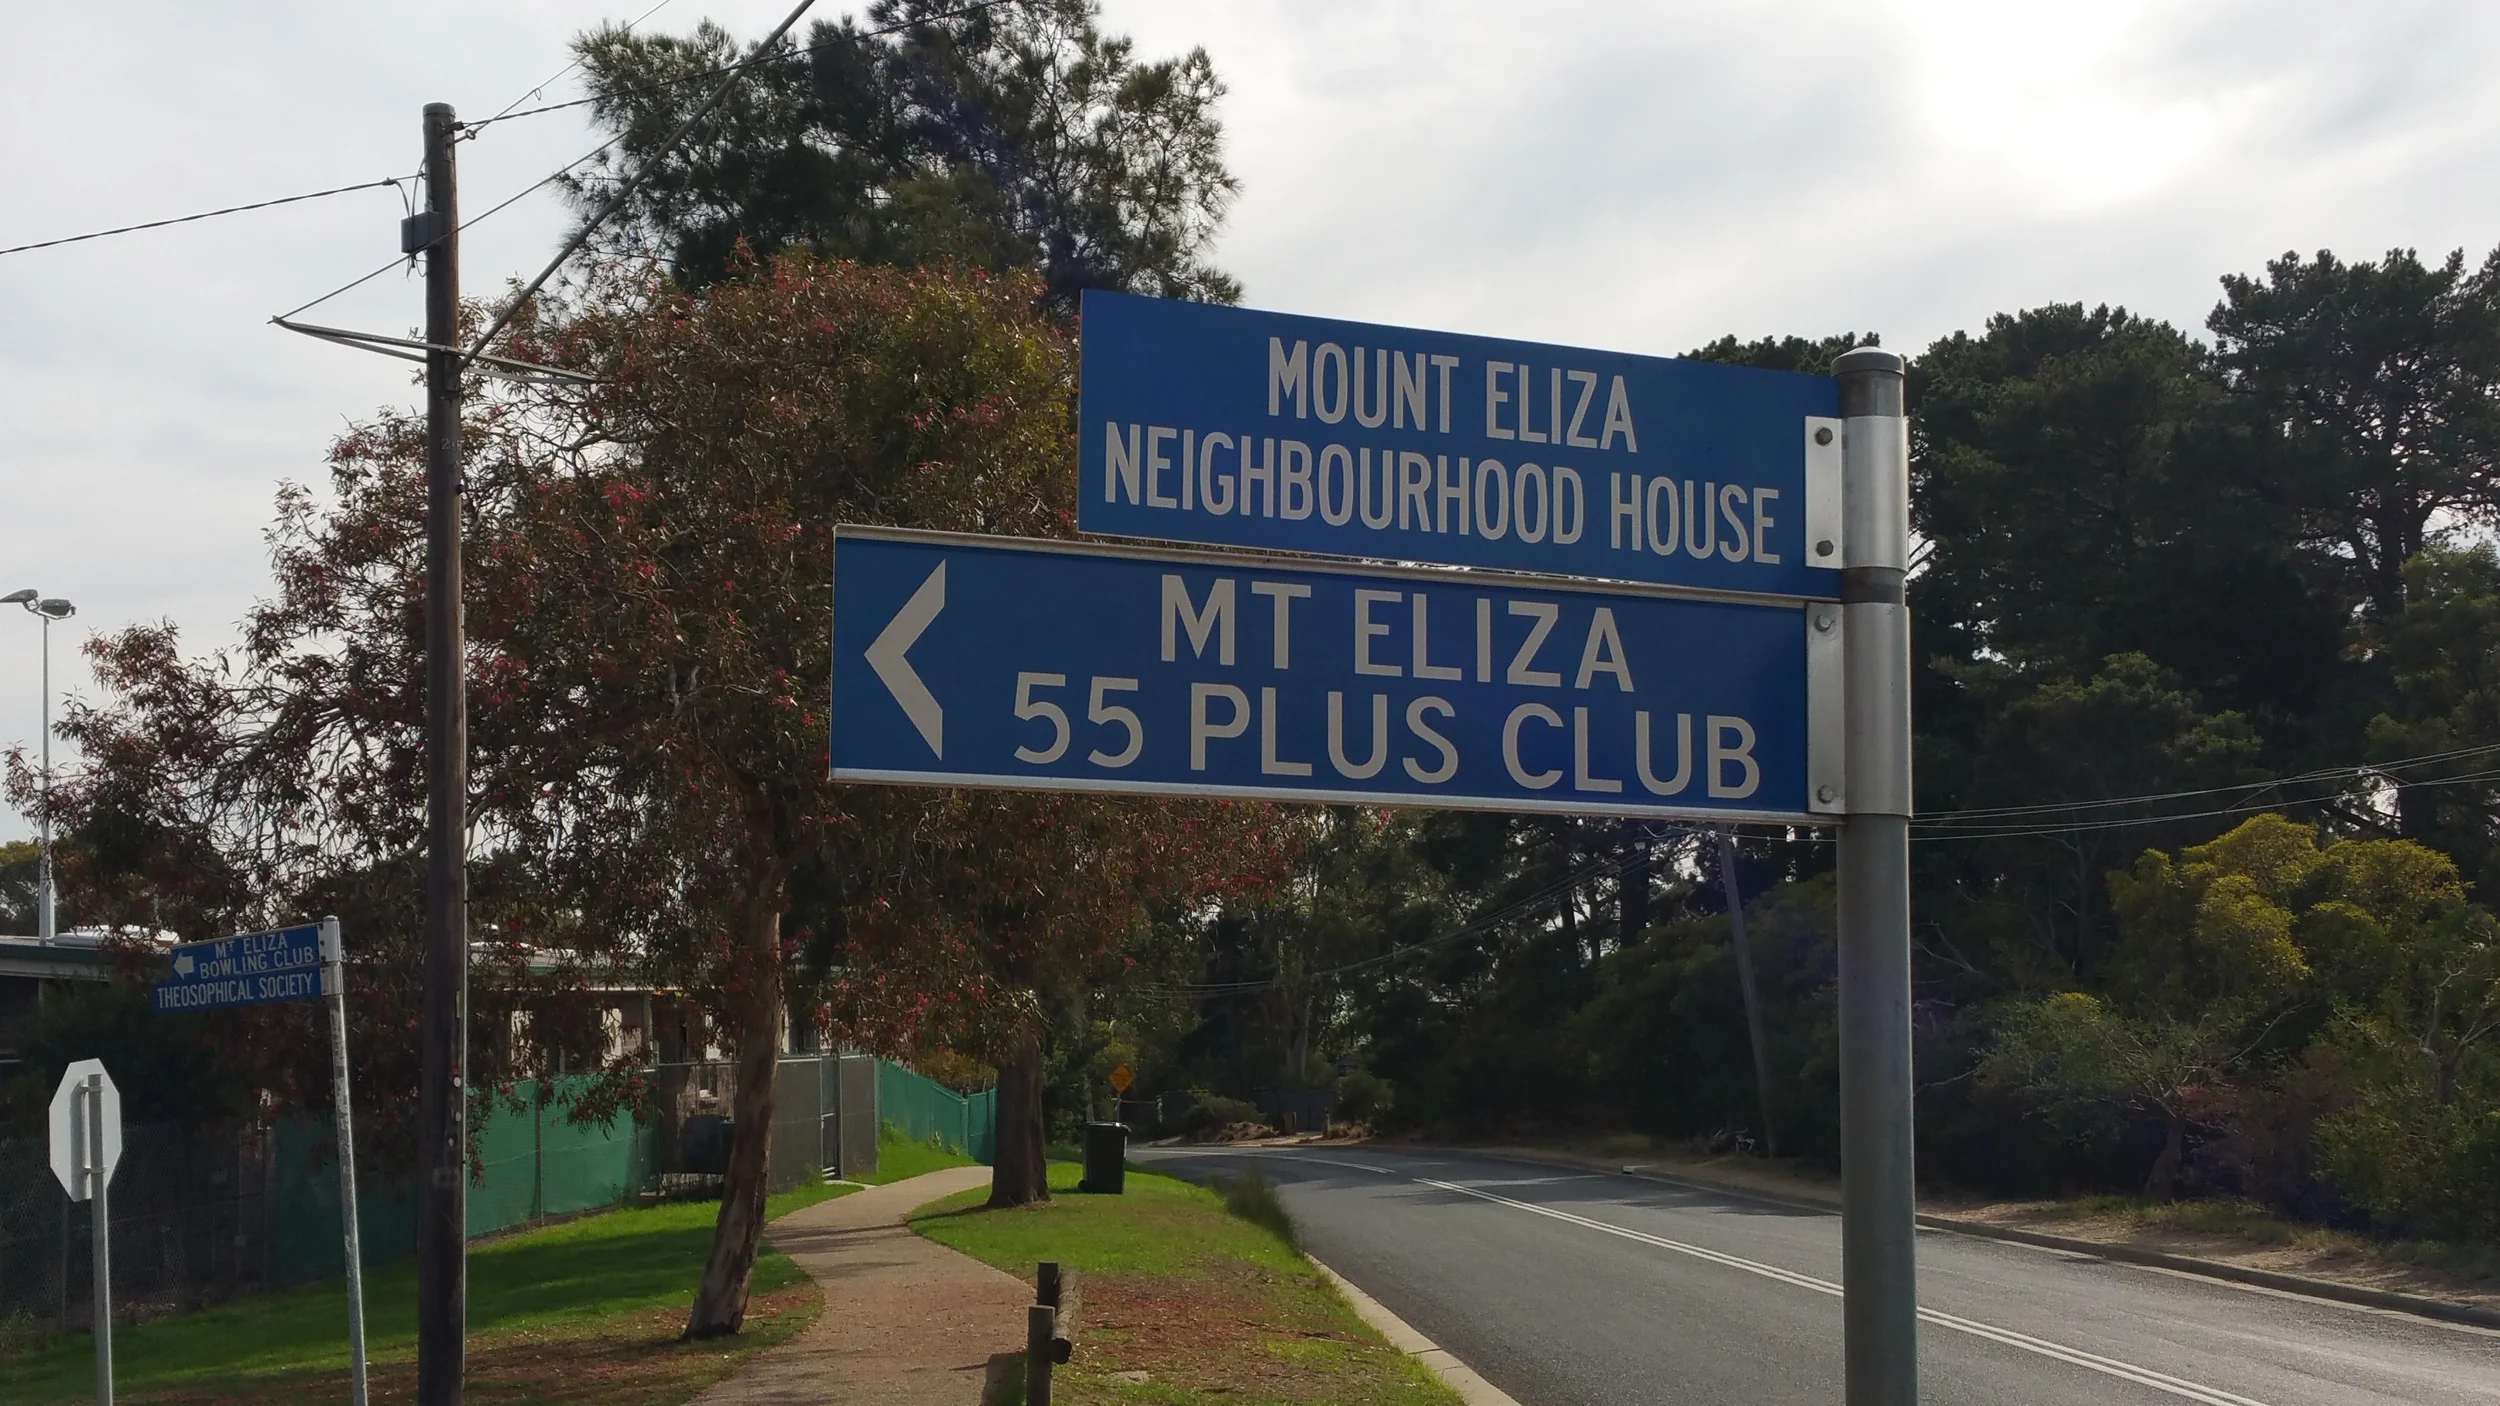 MOUNT ELIZA
NEIGHBOURHOOD HOUSE
MT ELIZA
55 PLUS CLUB
MT ELIZA
BOWLING CLUB
THEOSOPHICAL SOCIETY